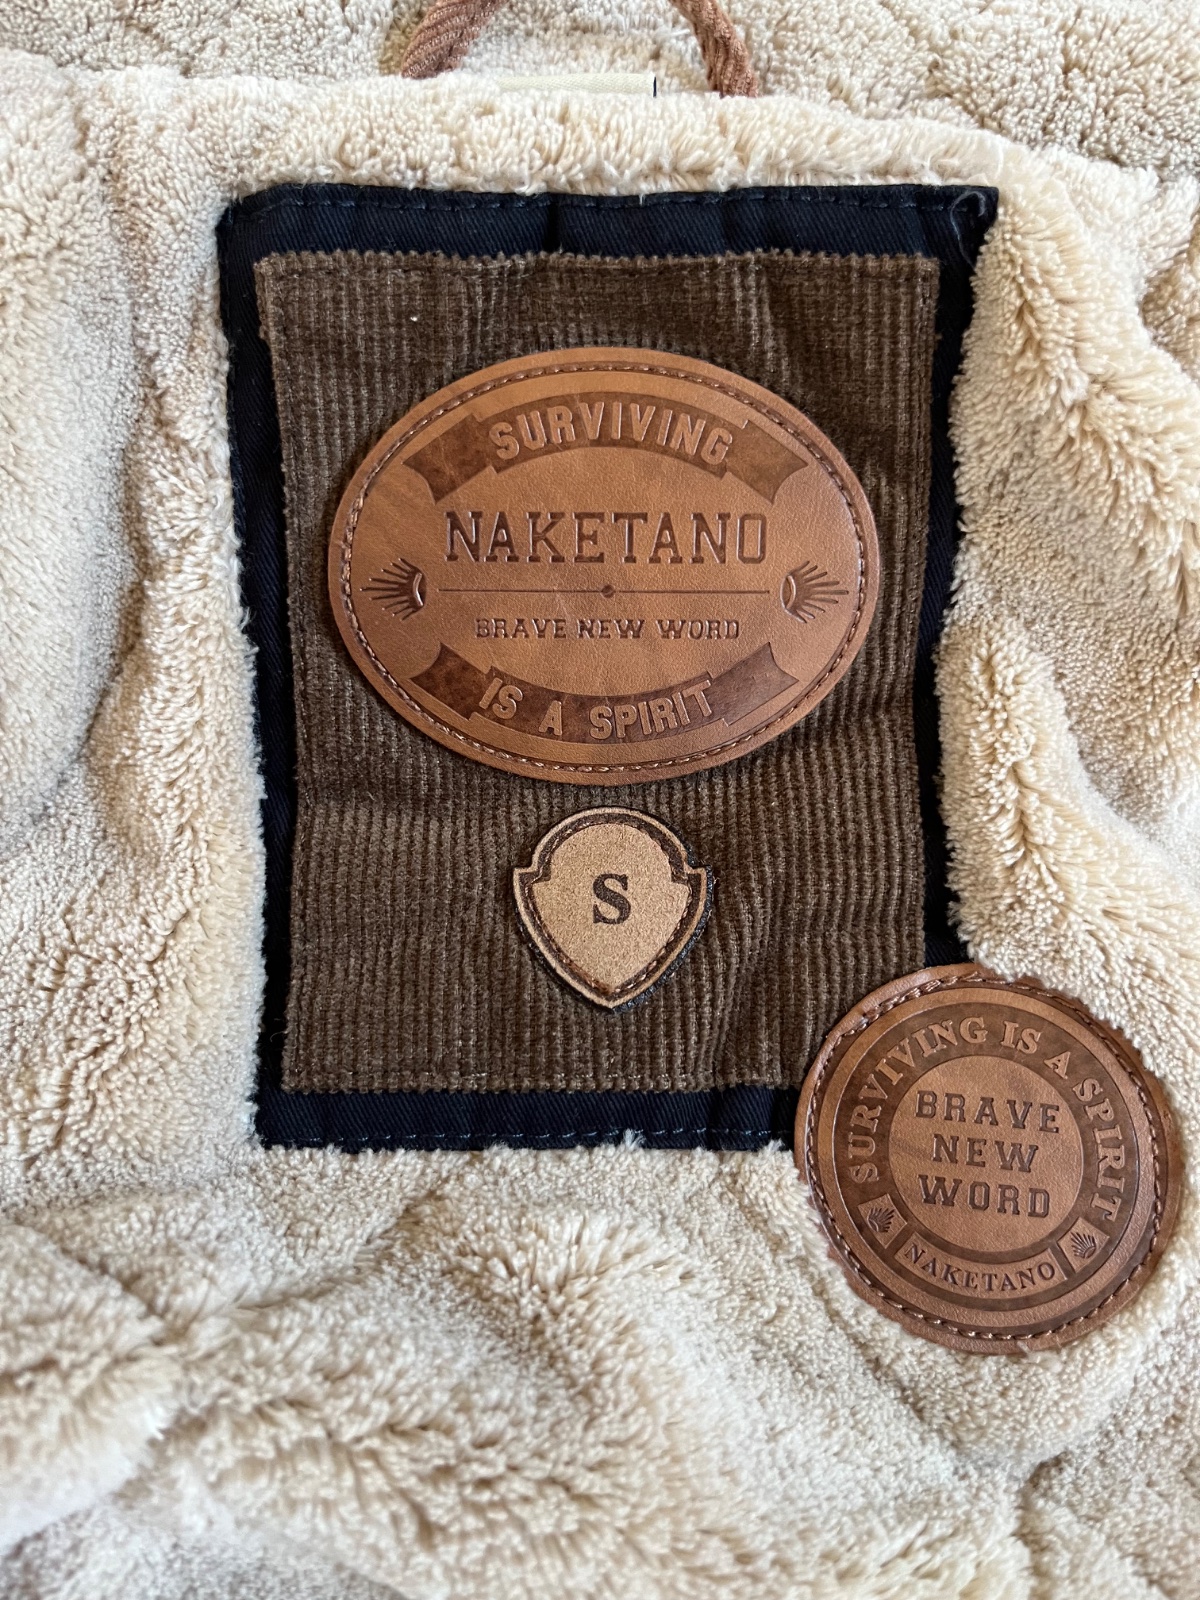 SURVIVING
NAKETANO
BRAVE NEW WORD
IS A SPIRIT
S
SURVIVING IS A SPIRIT
BRAVE
NEW
WORD
NAKETANO